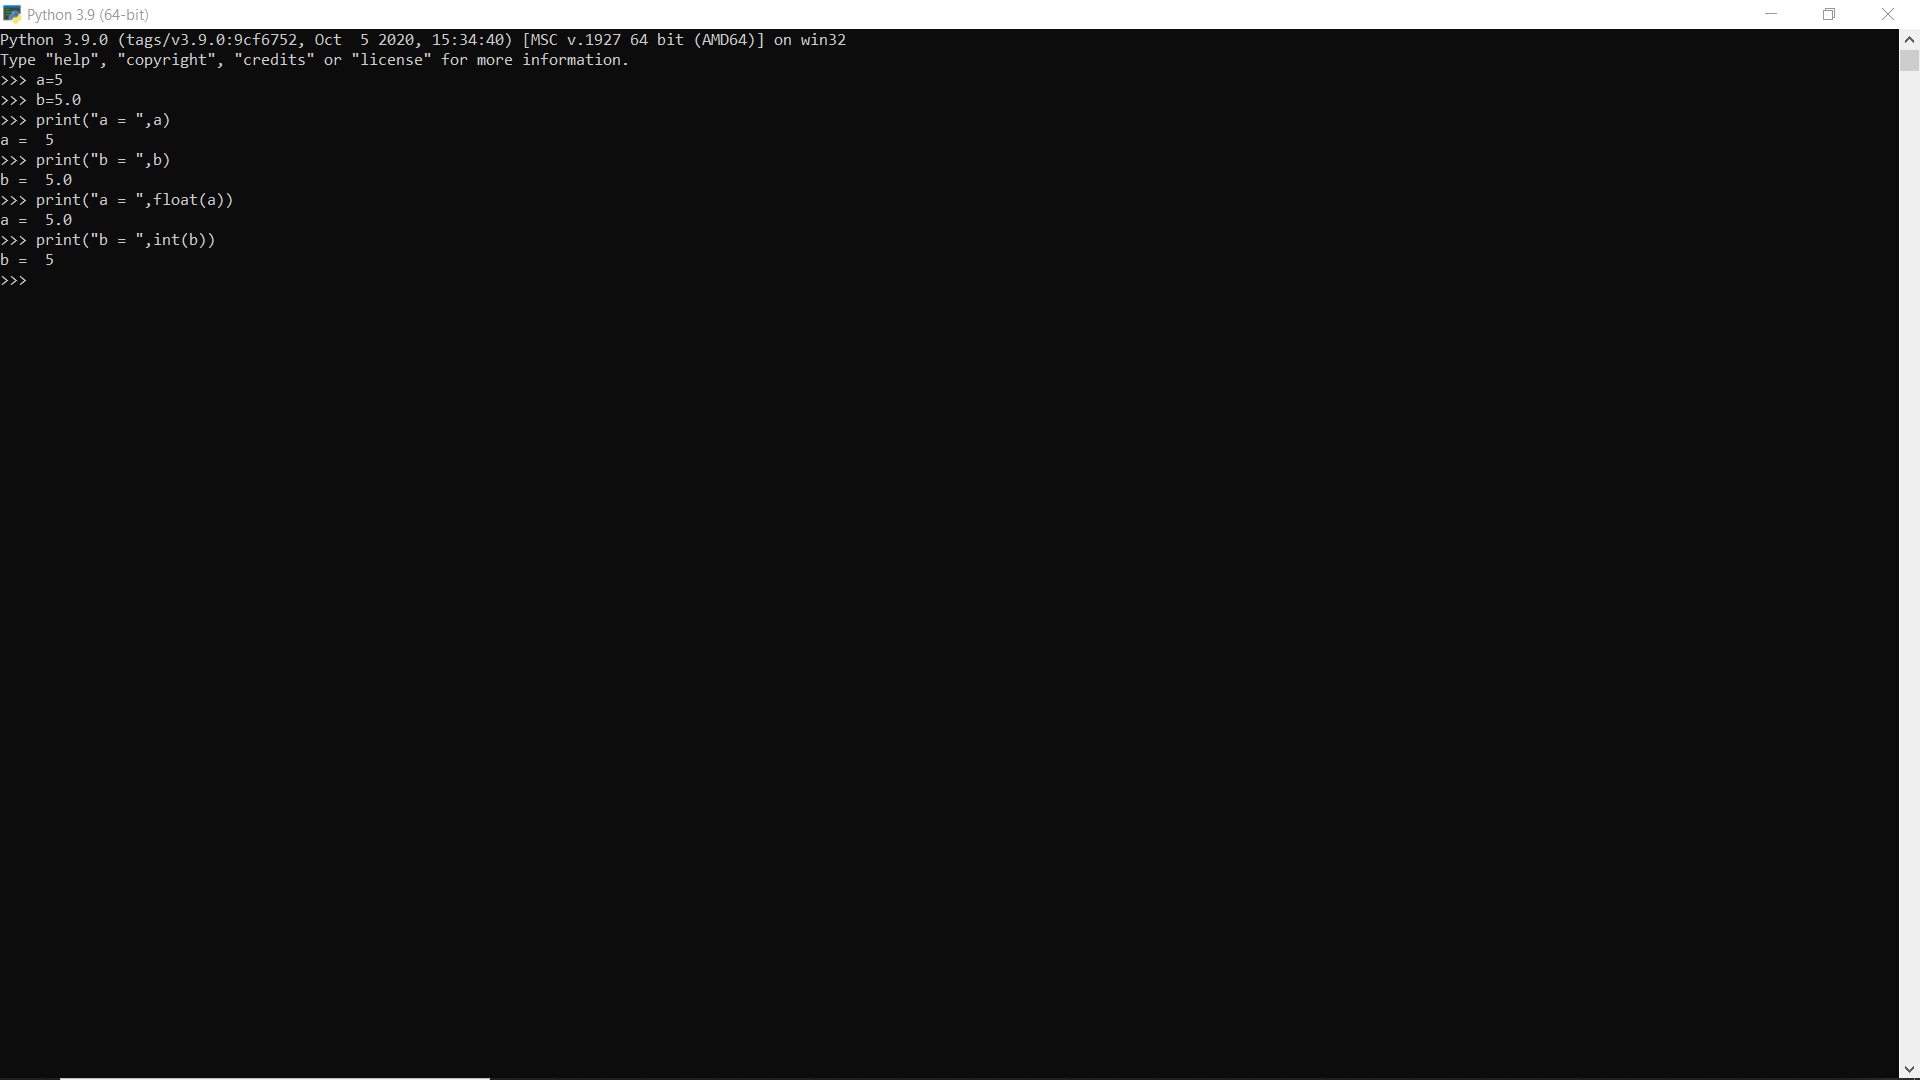 Python 3.9 (64-bit)
Python 3.9.0 (tags/v3.9.0:9cf6752, Oct  5 2020, 15:34:40) [MSC v.1927 64 bit (AMD64)] on win32
Type "help", "copyright", "credits" or "license" for more information.
>>> a=5
>>> b=5.0
>>> print("a = ",a)
a =  5
>>> print("b = ",b)
b =  5.0
>>> print("a = ",float(a))
a =  5.0
>>> print("b = ",int(b))
b =  5
>>>